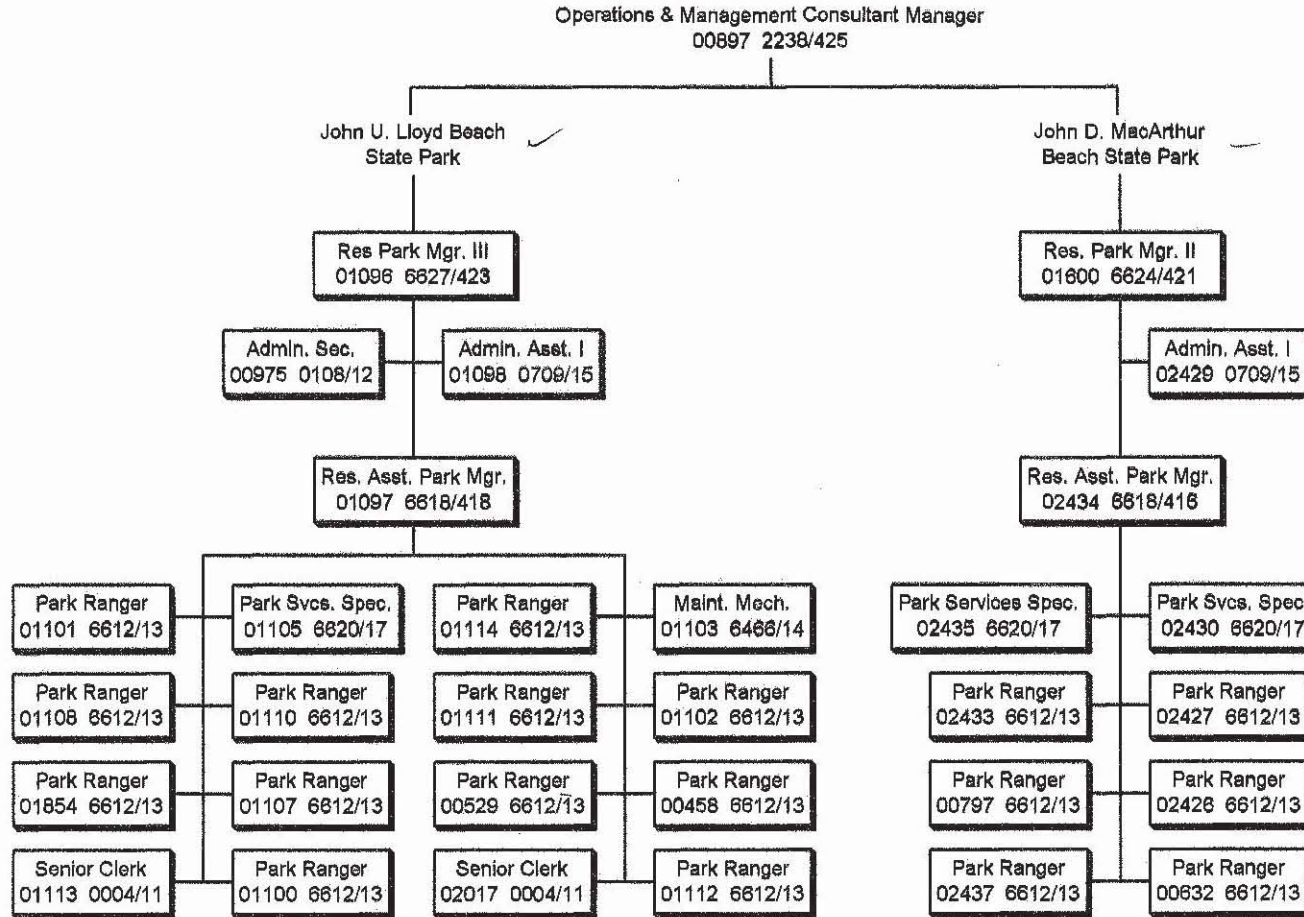 Operations & Management Consultant Manager
00897 2238/425
John U. Lloyd Beach
State Park
John D. MacArthur
Beach State Park
Res Park Mgr. III
01096 6627/423
Res. Park Mgr. II
01600 6624/421
Admin. Sec.
00975 0108/12
Admin. Asst. I
01098 0709/15
Admin. Asst. I
02429 0709/15
Res. Asst. Park Mgr.
01097 6618/418
Res. Asst. Park Mgr.
02434 6618/416
Park Ranger
01101 6612/13
Park Svcs. Spec.
01105 6620/17
Park Ranger
01114 6612/13
Maint. Mech.
01103 6466/14
Park Services Spec.
02435 6620/17
Park Svcs. Spec
02430 6620/17
Park Ranger
01108 6612/13
Park Ranger
01110 6612/13
Park Ranger
01111 6612/13
Park Ranger
01102 6612/13
Park Ranger
02433 6612/13
Park Ranger
02427 6612/13
Park Ranger
01854 6612/13
Park Ranger
01107 6612/13
Park Ranger
00529 6612/13
Park Ranger
00458 6612/13
Park Ranger
00797 6612/13
Park Ranger
02426 6612/13
Senior Clerk
01113 0004/11
Park Ranger
01100 6612/13
Senior Clerk
02017 0004/11
Park Ranger
01112 6612/13
Park Ranger
02437 6612/13
Park Ranger
00632 6612/13